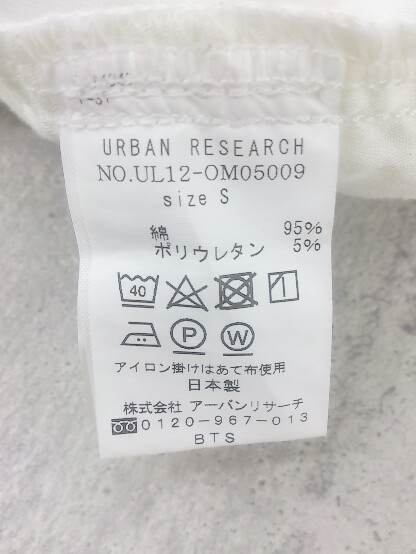 URBAN RESEARCH
NO.UL12-OM05009
size S
綿 95%
ポリウレタン 5%
40
P W
アイロン掛けはあて布使用
日本製
株式会社 アーバンリサーチ
0120-967-013
BTS